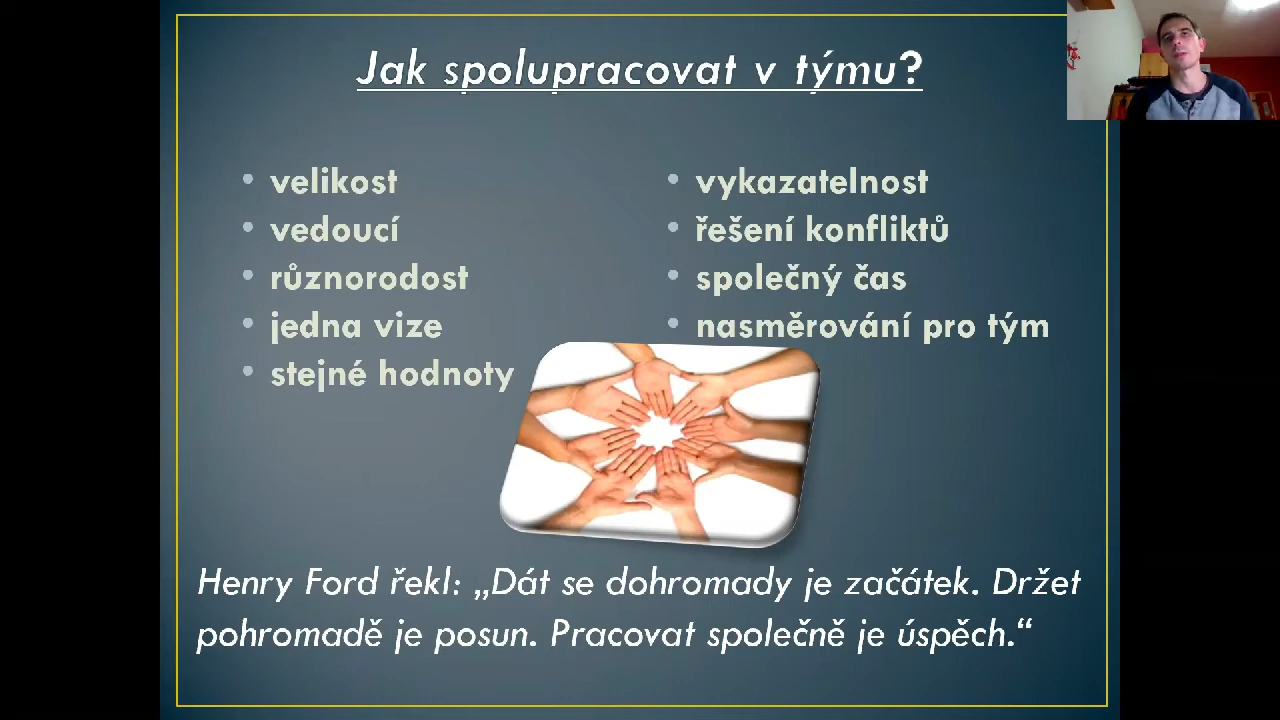 Jak spolupracovat v týmu?
velikost
vedoucí
různorodost
jedna vize
stejné hodnoty
vykazatelnost
řešení konfliktů
společný čas
nasměrování pro tým
Henry Ford řekl: „Dát se dohromady je začátek. Držet
pohromadě je posun. Pracovat společně je úspěch.“